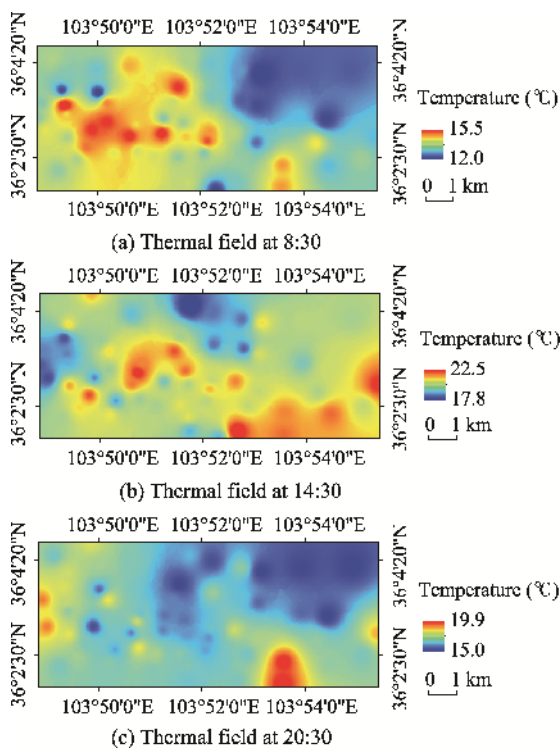 103°50'0"E 103°52'0"E 103°54'0"E
36°4'20"N 36°4'20"N
36°2'30"N 36°2'30"N
Temperature (℃)
15.5
12.0
0 1 km
103°50'0"E 103°52'0"E 103°54'0"E
(a) Thermal field at 8:30
103°50'0"E 103°52'0"E 103°54'0"E
36°4'20"N 36°4'20"N
36°2'30"N 36°2'30"N
Temperature (℃)
22.5
17.8
0 1 km
103°50'0"E 103°52'0"E 103°54'0"E
(b) Thermal field at 14:30
103°50'0"E 103°52'0"E 103°54'0"E
36°4'20"N 36°4'20"N
36°2'30"N 36°2'30"N
Temperature (℃)
19.9
15.0
0 1 km
103°50'0"E 103°52'0"E 103°54'0"E
(c) Thermal field at 20:30